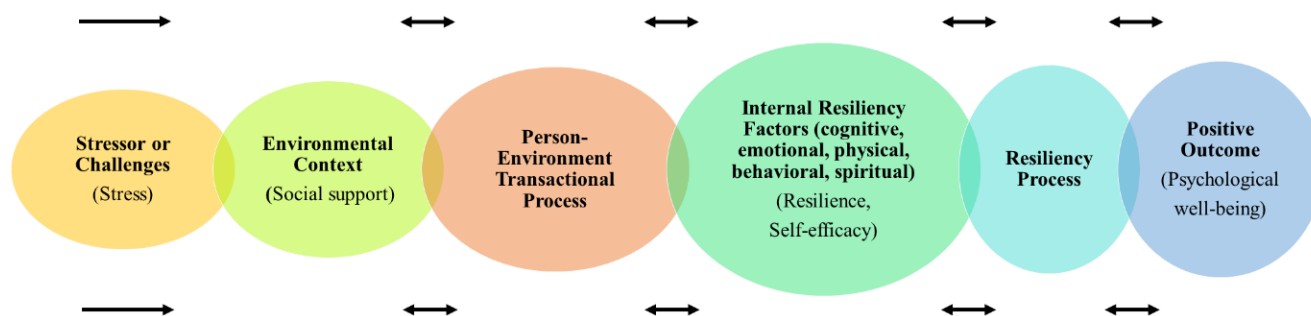 Stressor or
Challenges
(Stress)
Environmental
Context
(Social support)
Person-
Environment
Transactional
Process
Internal Resiliency
Factors (cognitive,
emotional, physical,
behavioral, spiritual)
(Resilience,
Self-efficacy)
Resiliency
Process
Positive
Outcome
(Psychological
well-being)